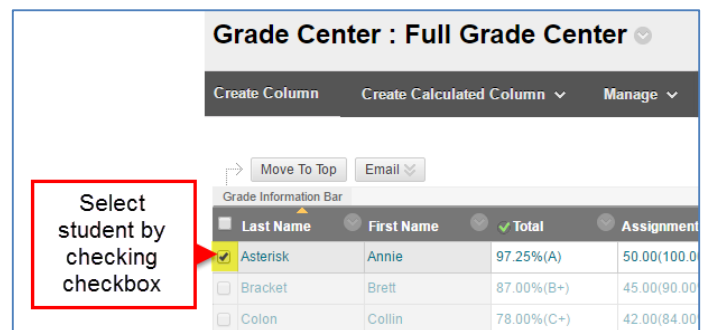 Grade Center : Full Grade Center
Create Column Create Calculated Column Manage
Move To Top Email
Grade Information Bar
Select
student by
checking
checkbox
Last Name First Name Total Assignment
Asterisk Annie 97.25%(A) 50.00(100.0
Bracket Brett 87.00%(B+) 45.00(90.00
Colon Collin 78.00%(C+) 42.00(84.00